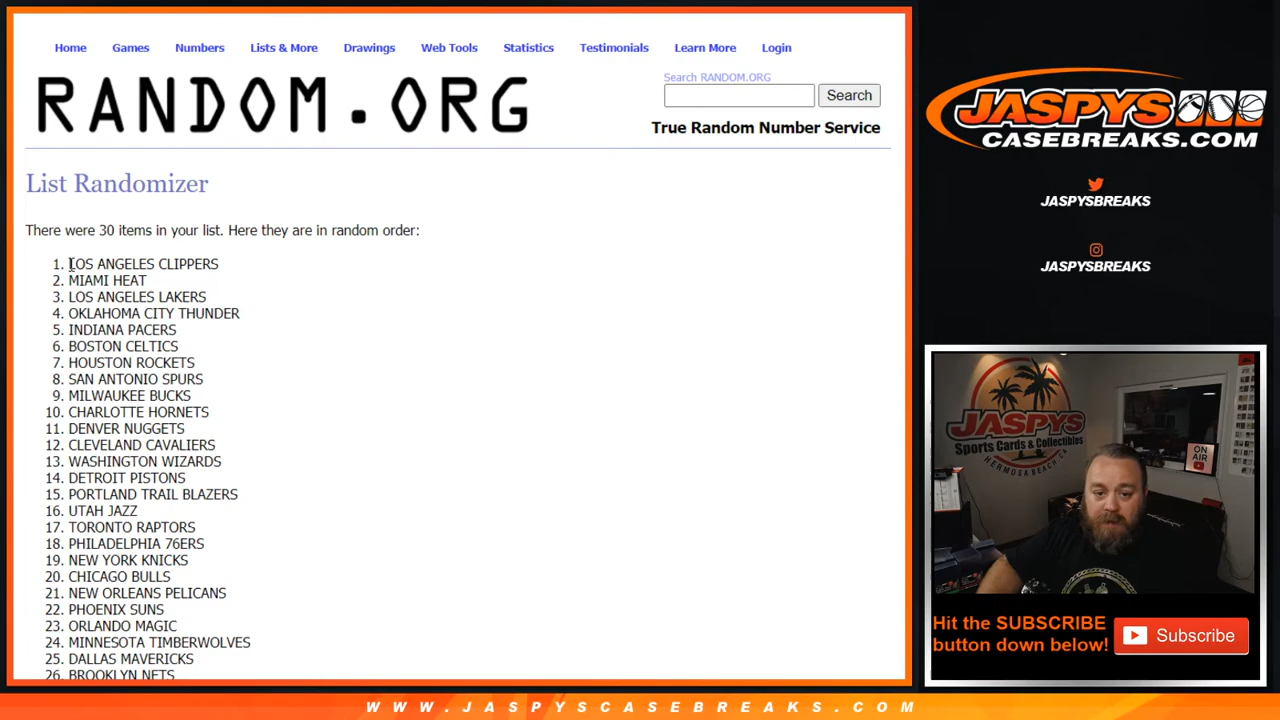 Home Games Numbers Lists & More Drawings Web Tools Statistics Testimonials Learn More Login
RANDOM.ORG
Search RANDOM.ORG
Search
True Random Number Service
List Randomizer
There were 30 items in your list. Here they are in random order:
1. LOS ANGELES CLIPPERS
2. MIAMI HEAT
3. LOS ANGELES LAKERS
4. OKLAHOMA CITY THUNDER
5. INDIANA PACERS
6. BOSTON CELTICS
7. HOUSTON ROCKETS
8. SAN ANTONIO SPURS
9. MILWAUKEE BUCKS
10. CHARLOTTE HORNETS
11. DENVER NUGGETS
12. CLEVELAND CAVALIERS
13. WASHINGTON WIZARDS
14. DETROIT PISTONS
15. PORTLAND TRAIL BLAZERS
16. UTAH JAZZ
17. TORONTO RAPTORS
18. PHILADELPHIA 76ERS
19. NEW YORK KNICKS
20. CHICAGO BULLS
21. NEW ORLEANS PELICANS
22. PHOENIX SUNS
23. ORLANDO MAGIC
24. MINNESOTA TIMBERWOLVES
25. DALLAS MAVERICKS
26. BROOKLYN NETS
JASPYS
CASEBREAKS.COM
JASPYSBREAKS
JASPYSBREAKS
JASPYS
Sports Cards & Collectibles
HERMOSA BEACH CA
ON
AIR
Hit the SUBSCRIBE
button down below!
Subscribe
WWW.JASPYSCASEBREAKS.COM